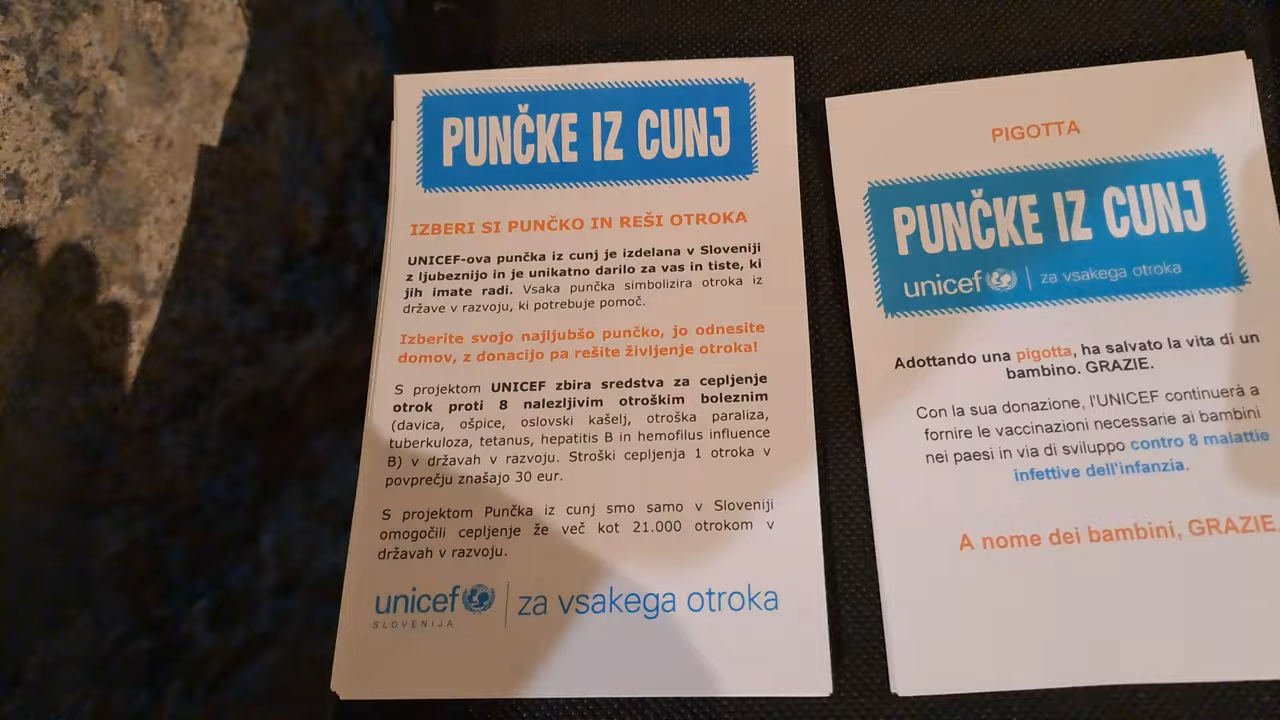 PUNČKE IZ CUNJ
IZBERI SI PUNČKO IN REŠI OTROKA
UNICEF-ova punčka iz cunj je izdelana v Sloveniji
z ljubeznijo in je unikatno darilo za vas in tiste, ki
jih imate radi. Vsaka punčka simbolizira otroka iz
države v razvoju, ki potrebuje pomoč.
Izberite svojo najljubšo punčko, jo odnesite
domov, z donacijo pa rešite življenje otroka!
S projektom UNICEF zbira sredstva za cepljenje
otrok proti 8 nalezljivim otroškim boleznim
(davica, ošpice, oslovski kašelj, otroška paraliza,
tuberkuloza, tetanus, hepatitis B in hemofilus influence
B) v državah v razvoju. Stroški cepljenja 1 otroka v
povprečju znašajo 30 eur.
S projektom Punčka iz cunj smo samo v Sloveniji
omogočili cepljenje že več kot 21.000 otrokom v
državah v razvoju.
unicef za vsakega otroka
SLOVENIJA
PIGOTTA
PUNČKE IZ CUNJ
unicef za vsakega otroka
Adottando una pigotta, ha salvato la vita di un
bambino. GRAZIE.
Con la sua donazione, l'UNICEF continuerà a
fornire le vaccinazioni necessarie ai bambini
nei paesi in via di sviluppo contro 8 malattie
infettive dell'infanzia.
A nome dei bambini, GRAZIE